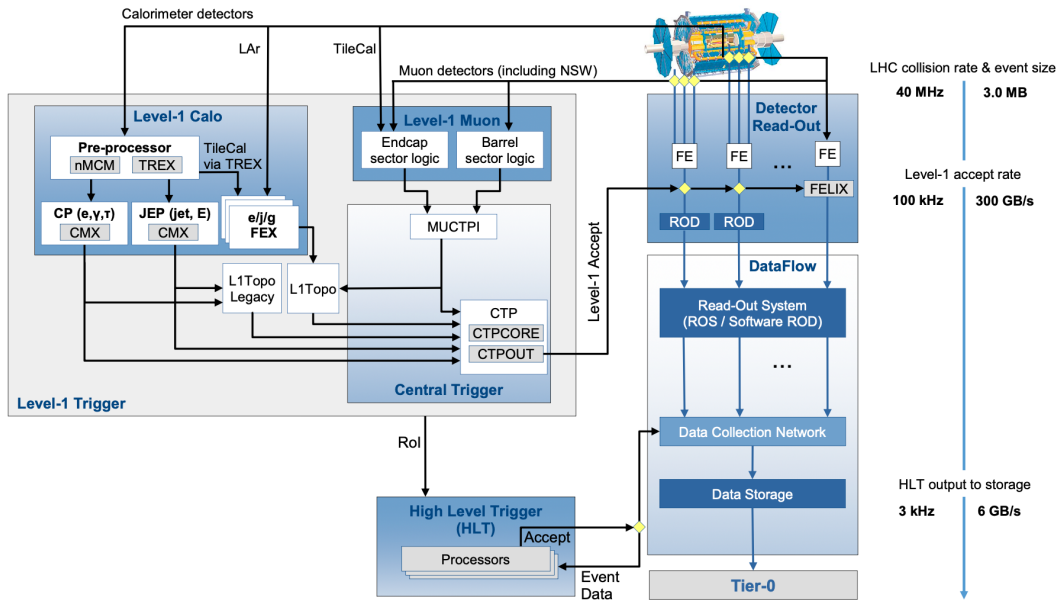 Calorimeter detectors
LAr
TileCal
Muon detectors (including NSW)
LHC collision rate & event size
40 MHz
3.0 MB
Level-1 Calo
Pre-processor
nMCM
TREX
TileCal
via TREX
CP (e,γ,τ)
CMX
JEP (jet, E)
CMX
e/j/g
FEX
Level-1 Muon
Endcap
sector logic
Barrel
sector logic
MUCTPI
L1Topo
Legacy
L1Topo
CTP
CTPCORE
CTPOUT
Central Trigger
Level-1 Trigger
Level-1 Accept
Detector
Read-Out
FE
FE
...
FE
FELIX
ROD
ROD
Level-1 accept rate
100 kHz
300 GB/s
DataFlow
Read-Out System
(ROS / Software ROD)
...
Data Collection Network
Data Storage
Tier-0
RoI
High Level Trigger
(HLT)
Accept
Processors
Event
Data
HLT output to storage
3 kHz
6 GB/s